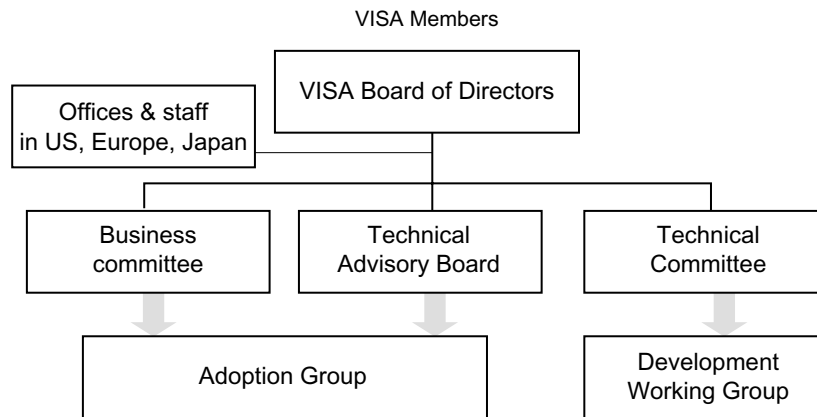 VISA Members
VISA Board of Directors
Offices & staff
in US, Europe, Japan
Business
committee
Technical
Advisory Board
Technical
Committee
Adoption Group
Development
Working Group